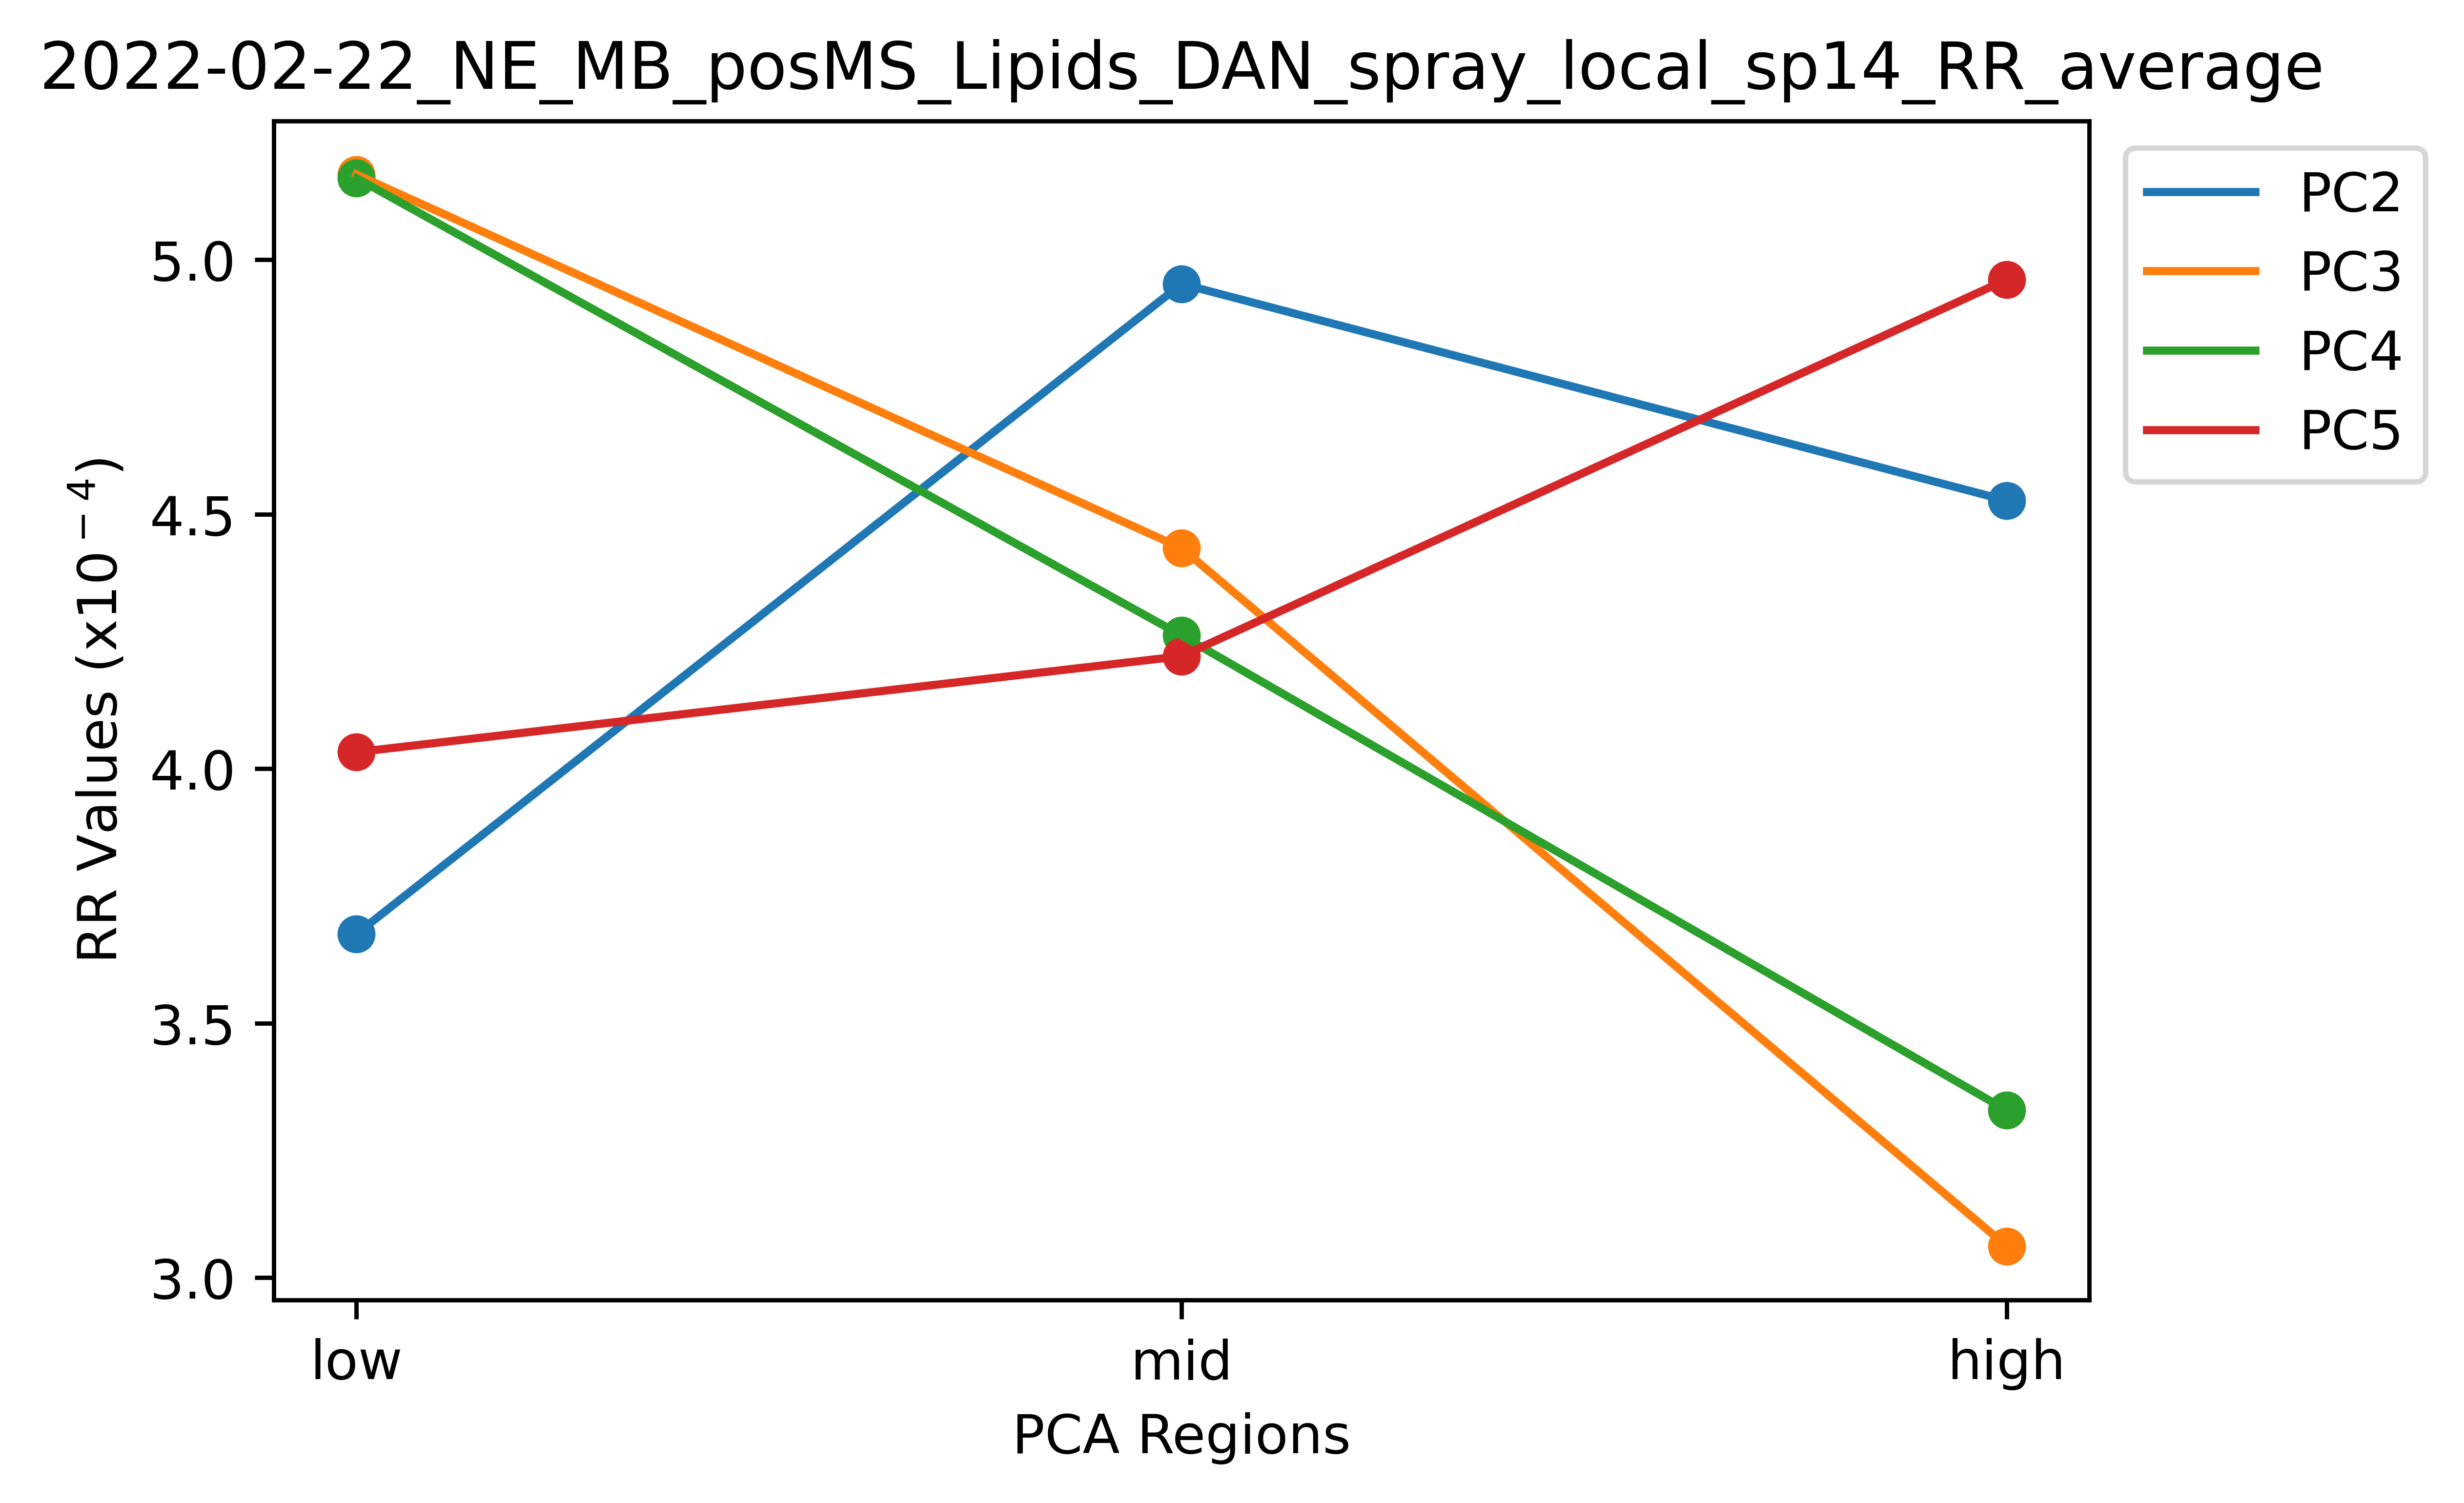 2022-02-22_NE_MB_posMS_Lipids_DAN_spray_local_sp14_RR_average
PC2
PC3
PC4
PC5
RR Values (x10⁻⁴)
5.0
4.5
4.0
3.5
3.0
low mid high
PCA Regions